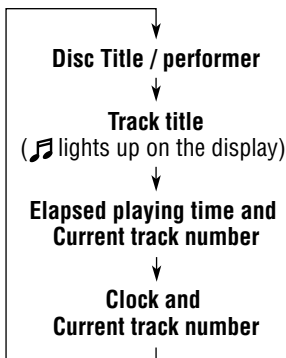 Disc Title / performer
Track title
(♫ lights up on the display)
Elapsed playing time and
Current track number
Clock and
Current track number